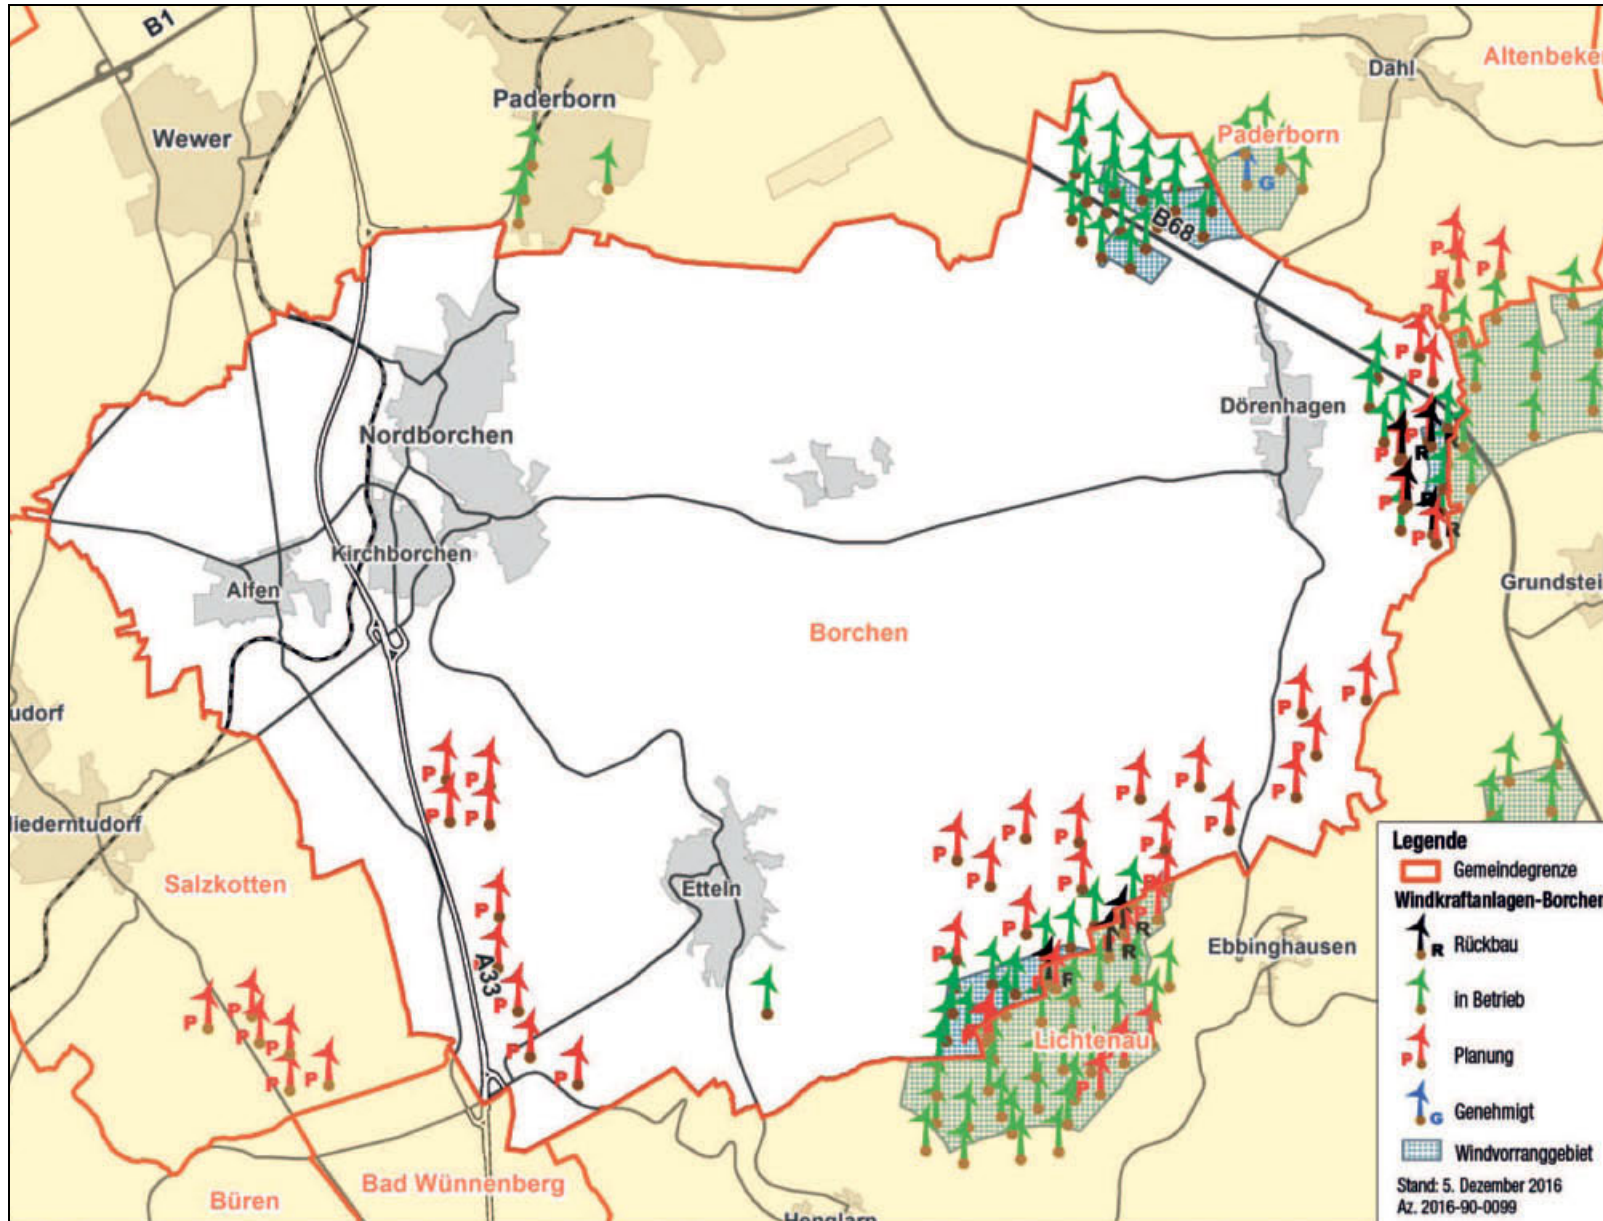 B1
Dahl
Altenbeke
Paderborn
Wewer
Paderborn
G
B68
P
P
P
P
P
Dörenhagen
Nordborchen
P
R
P
R
P
P
R
Kirchborchen
Grundstei
Alfen
Borchen
P
P
udorf
P
P
P
P
P
P
P
P
P
P
P
P
P
P
liederntudorf
P
P
Salzkotten
P
Etteln
P
P
P
R
R
Ebbinghausen
P
P
R
A33
P
P
P
P
P
P
P
P
Lichtenau
P
P
P
P
Büren
Bad Wünnenberg
Henglarn
Legende
Gemeindegrenze
Windkraftanlagen-Borchen
R
Rückbau
in Betrieb
P
Planung
G
Genehmigt
Windvorranggebiet
Stand: 5. Dezember 2016
Az. 2016-90-0099